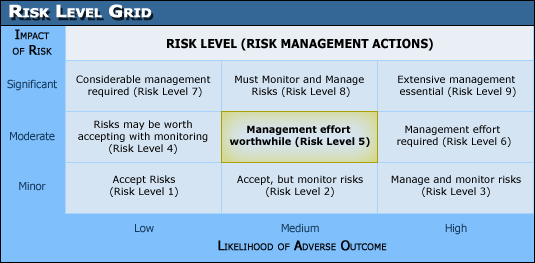 RISK LEVEL GRID
IMPACT
OF RISK
RISK LEVEL (RISK MANAGEMENT ACTIONS)
Significant
Considerable management
required (Risk Level 7)
Must Monitor and Manage
Risks (Risk Level 8)
Extensive management
essential (Risk Level 9)
Moderate
Risks may be worth
accepting with monitoring
(Risk Level 4)
Management effort
worthwhile (Risk Level 5)
Management effort
required (Risk Level 6)
Minor
Accept Risks
(Risk Level 1)
Accept, but monitor risks
(Risk Level 2)
Manage and monitor risks
(Risk Level 3)
Low
Medium
High
LIKELIHOOD OF ADVERSE OUTCOME